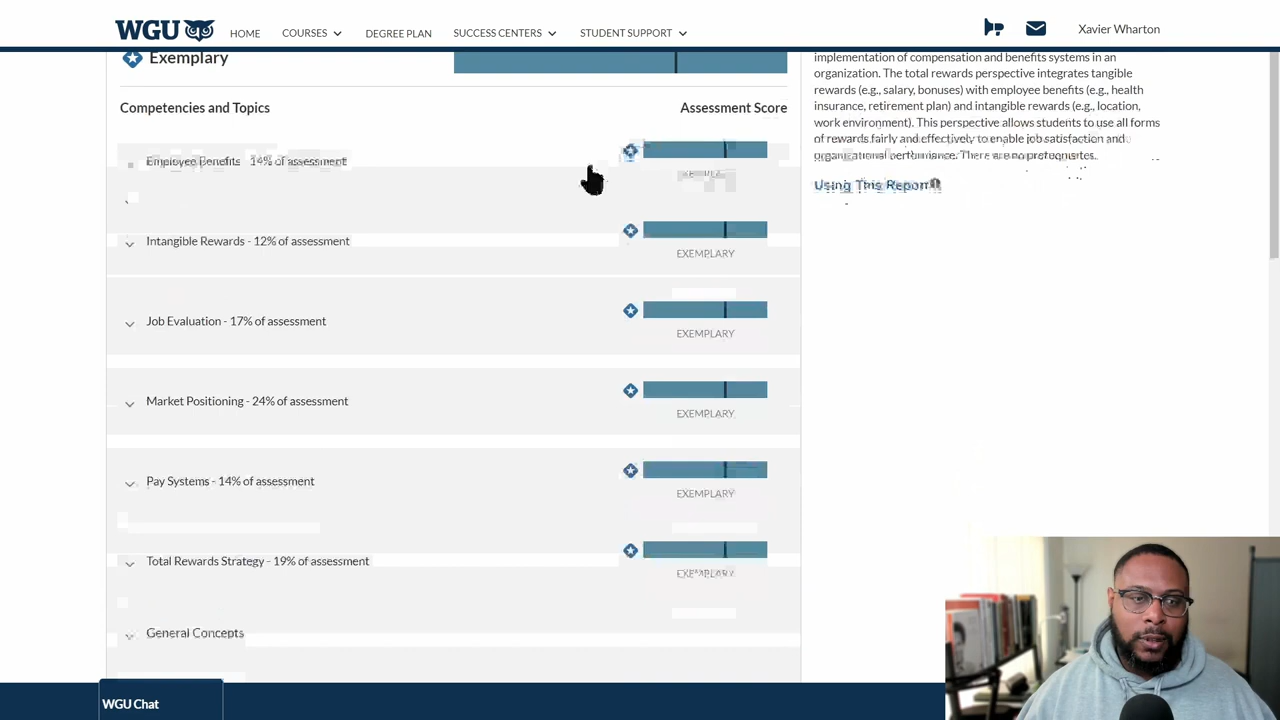 WGU
HOME
COURSES
DEGREE PLAN
SUCCESS CENTERS
STUDENT SUPPORT
Xavier Wharton
Exemplary
Competencies and Topics
Assessment Score
Employee Benefits 14% of assessment
Intangible Rewards - 12% of assessment
EXEMPLARY
Job Evaluation - 17% of assessment
EXEMPLARY
Market Positioning - 24% of assessment
EXEMPLARY
Pay Systems - 14% of assessment
EXEMPLARY
Total Rewards Strategy - 19% of assessment
EXEMPLARY
General Concepts
implementation of compensation and benefits systems in an
organization. The total rewards perspective integrates tangible
rewards (e.g., salary, bonuses) with employee benefits (e.g., health
insurance, retirement plan) and intangible rewards (e.g., location,
work environment). This perspective allows students to use all forms
of rewards fairly and effectively to enable job satisfaction and
organizational performance. There are no prerequisites.
Using This Report
WGU Chat